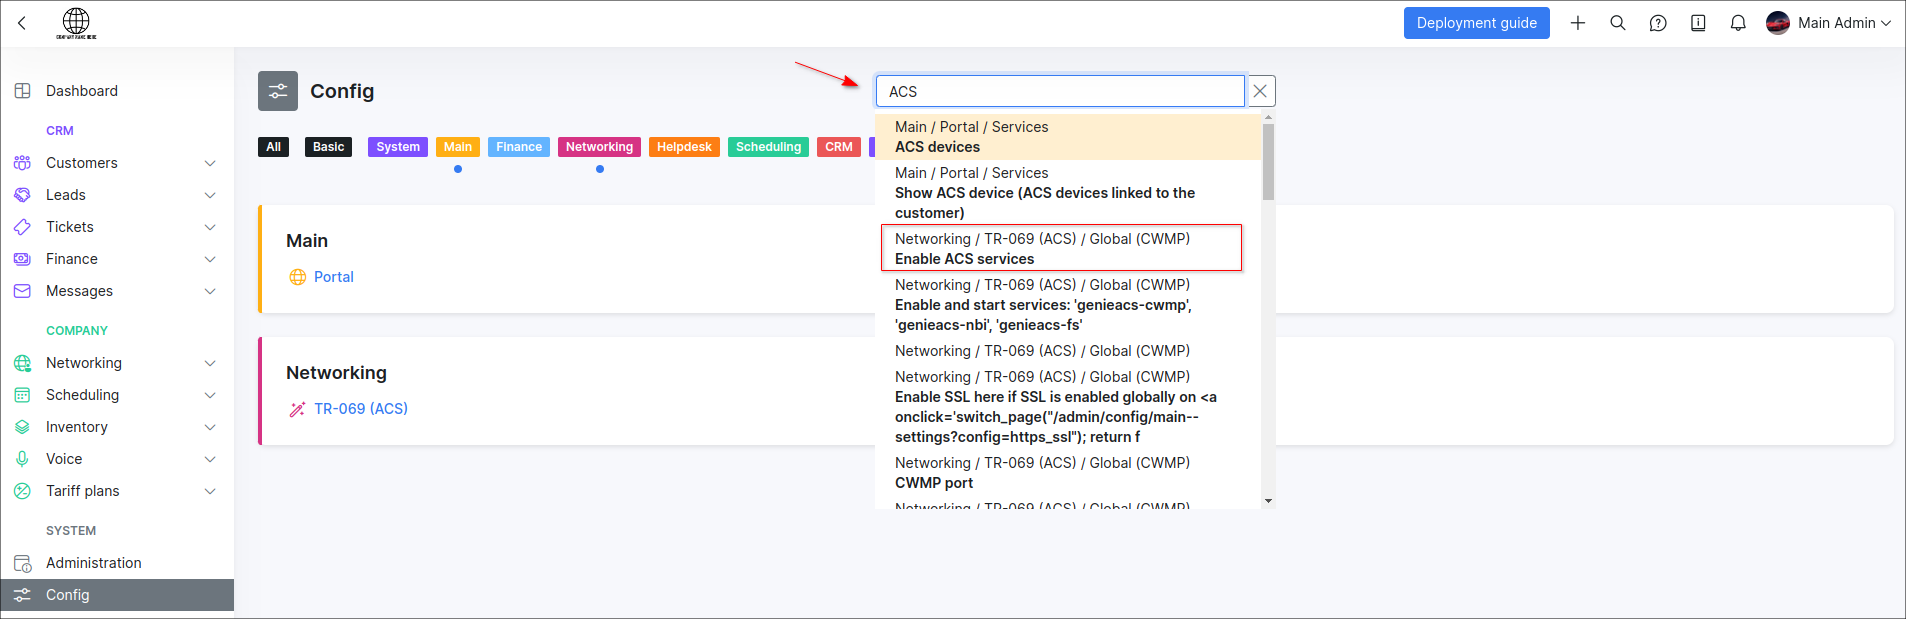 Deployment guide
Main Admin
Dashboard
CRM
Customers
Leads
Tickets
Finance
Messages
COMPANY
Networking
Scheduling
Inventory
Voice
Tariff plans
SYSTEM
Administration
Config
Config
ACS
All Basic System Main Finance Networking Helpdesk Scheduling CRM
Main
Portal
Networking
TR-069 (ACS)
Main / Portal / Services
ACS devices
Main / Portal / Services
Show ACS device (ACS devices linked to the
customer)
Networking / TR-069 (ACS) / Global (CWMP)
Enable ACS services
Networking / TR-069 (ACS) / Global (CWMP)
Enable and start services: 'genieacs-cwmp',
'genieacs-nbi', 'genieacs-fs'
Networking / TR-069 (ACS) / Global (CWMP)
Networking / TR-069 (ACS) / Global (CWMP)
Enable SSL here if SSL is enabled globally on <a
onclick='switch_page("/admin/config/main--
settings?config=https_ssl"); return f
Networking / TR-069 (ACS) / Global (CWMP)
CWMP port
Networking / TR-069 (ACS) / Global (CWMP)